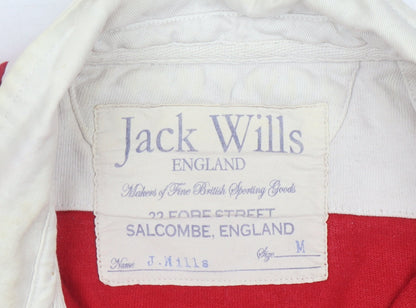 Jack Wills
ENGLAND
Makers of Fine British Sporting Goods
22 FORE STREET
SALCOMBE, ENGLAND
Name J.Wills Size M